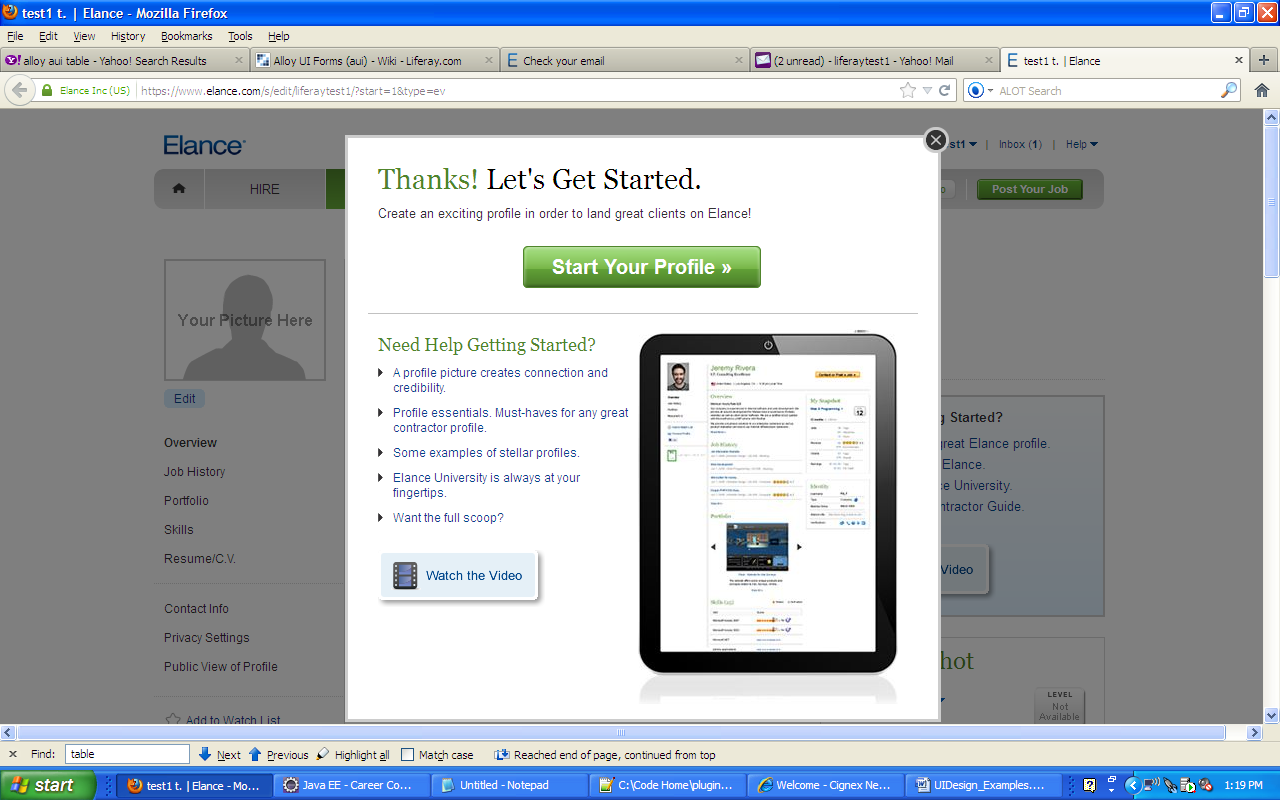 test1 t. | Elance - Mozilla Firefox
File Edit View History Bookmarks Tools Help
alloy aui table - Yahoo! Search Results
Alloy UI Forms (aui) - Wiki - Liferay.com
Check your email
(2 unread) - liferaytest1 - Yahoo! Mail
test1 t. | Elance
Elance Inc (US) https://www.elance.com/s/edit/liferaytest1/?start=1&type=ev
ALOT Search
Elance
Inbox (1) | Help
HIRE
Post Your Job
Thanks! Let's Get Started.
Create an exciting profile in order to land great clients on Elance!
Start Your Profile »
Your Picture Here
Edit
Overview
Job History
Portfolio
Skills
Resume/C.V.
Contact Info
Privacy Settings
Public View of Profile
Add to Watch List
Need Help Getting Started?
A profile picture creates connection and
credibility.
Profile essentials. Must-haves for any great
contractor profile.
Some examples of stellar profiles.
Elance University is always at your
fingertips.
Want the full scoop?
Watch the Video
Jeremy Rivera
Overview
My Snapshot
12
Job History
Identity
Portfolio
Started?
great Elance profile.
Elance.
University.
Guide.
Video
LEVEL
Not
Available
Find: table Next Previous Highlight all Match case Reached end of page, continued from top
start
test1 t. | Elance - Mo...
Java EE - Career Co...
Untitled - Notepad
C:\Code Home\plugin...
Welcome - Cignex Ne...
UIDesign_Examples....
1:19 PM